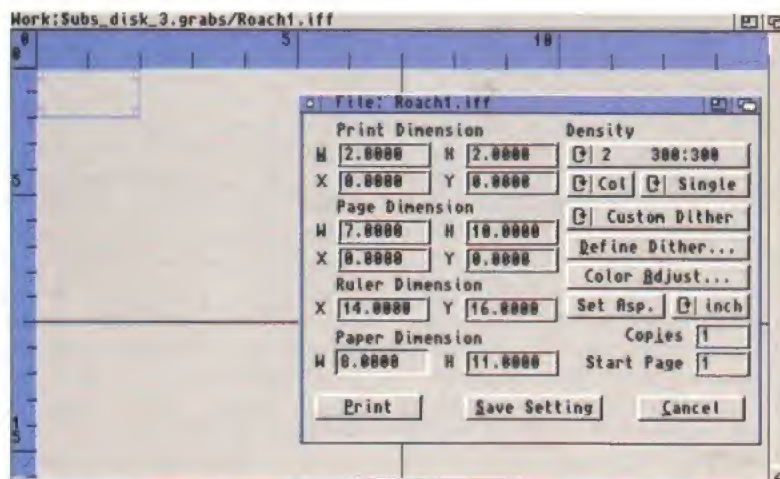 Work:Subs_disk_3.grabs/Roach1.iff
0 5 10
0
5
15
File: Roach1.iff
Print Dimension Density
W 2.0000 H 2.0000 2 300:300
X 0.0000 Y 0.0000 Col Single
Page Dimension Custom Dither
W 7.0000 H 10.0000 Define Dither...
X 0.0000 Y 0.0000 Color Adjust...
Ruler Dimension
X 14.0000 Y 16.0000 Set Asp. inch
Paper Dimension Copies 1
W 8.0000 H 11.0000 Start Page 1
Print Save Setting Cancel